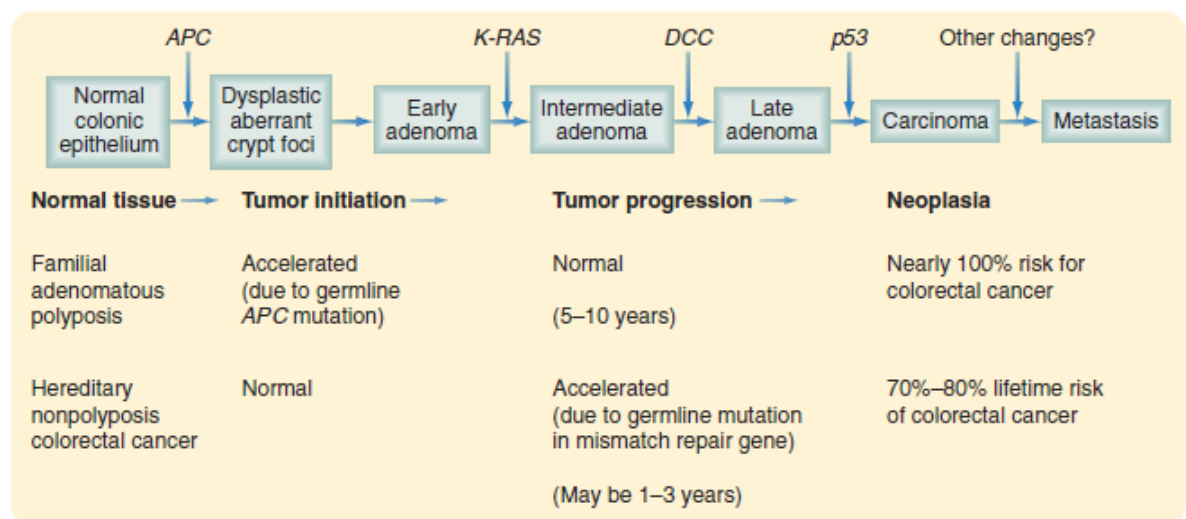 APC
K-RAS
DCC
p53
Other changes?
Normal
colonic
epithelium
Dysplastic
aberrant
crypt foci
Early
adenoma
Intermediate
adenoma
Late
adenoma
Carcinoma
Metastasis
Normal tissue
Tumor initiation
Tumor progression
Neoplasia
Familial
adenomatous
polyposis
Accelerated
(due to germline
APC mutation)
Normal
(5–10 years)
Nearly 100% risk for
colorectal cancer
Hereditary
nonpolyposis
colorectal cancer
Normal
Accelerated
(due to germline mutation
in mismatch repair gene)
(May be 1–3 years)
70%–80% lifetime risk
of colorectal cancer